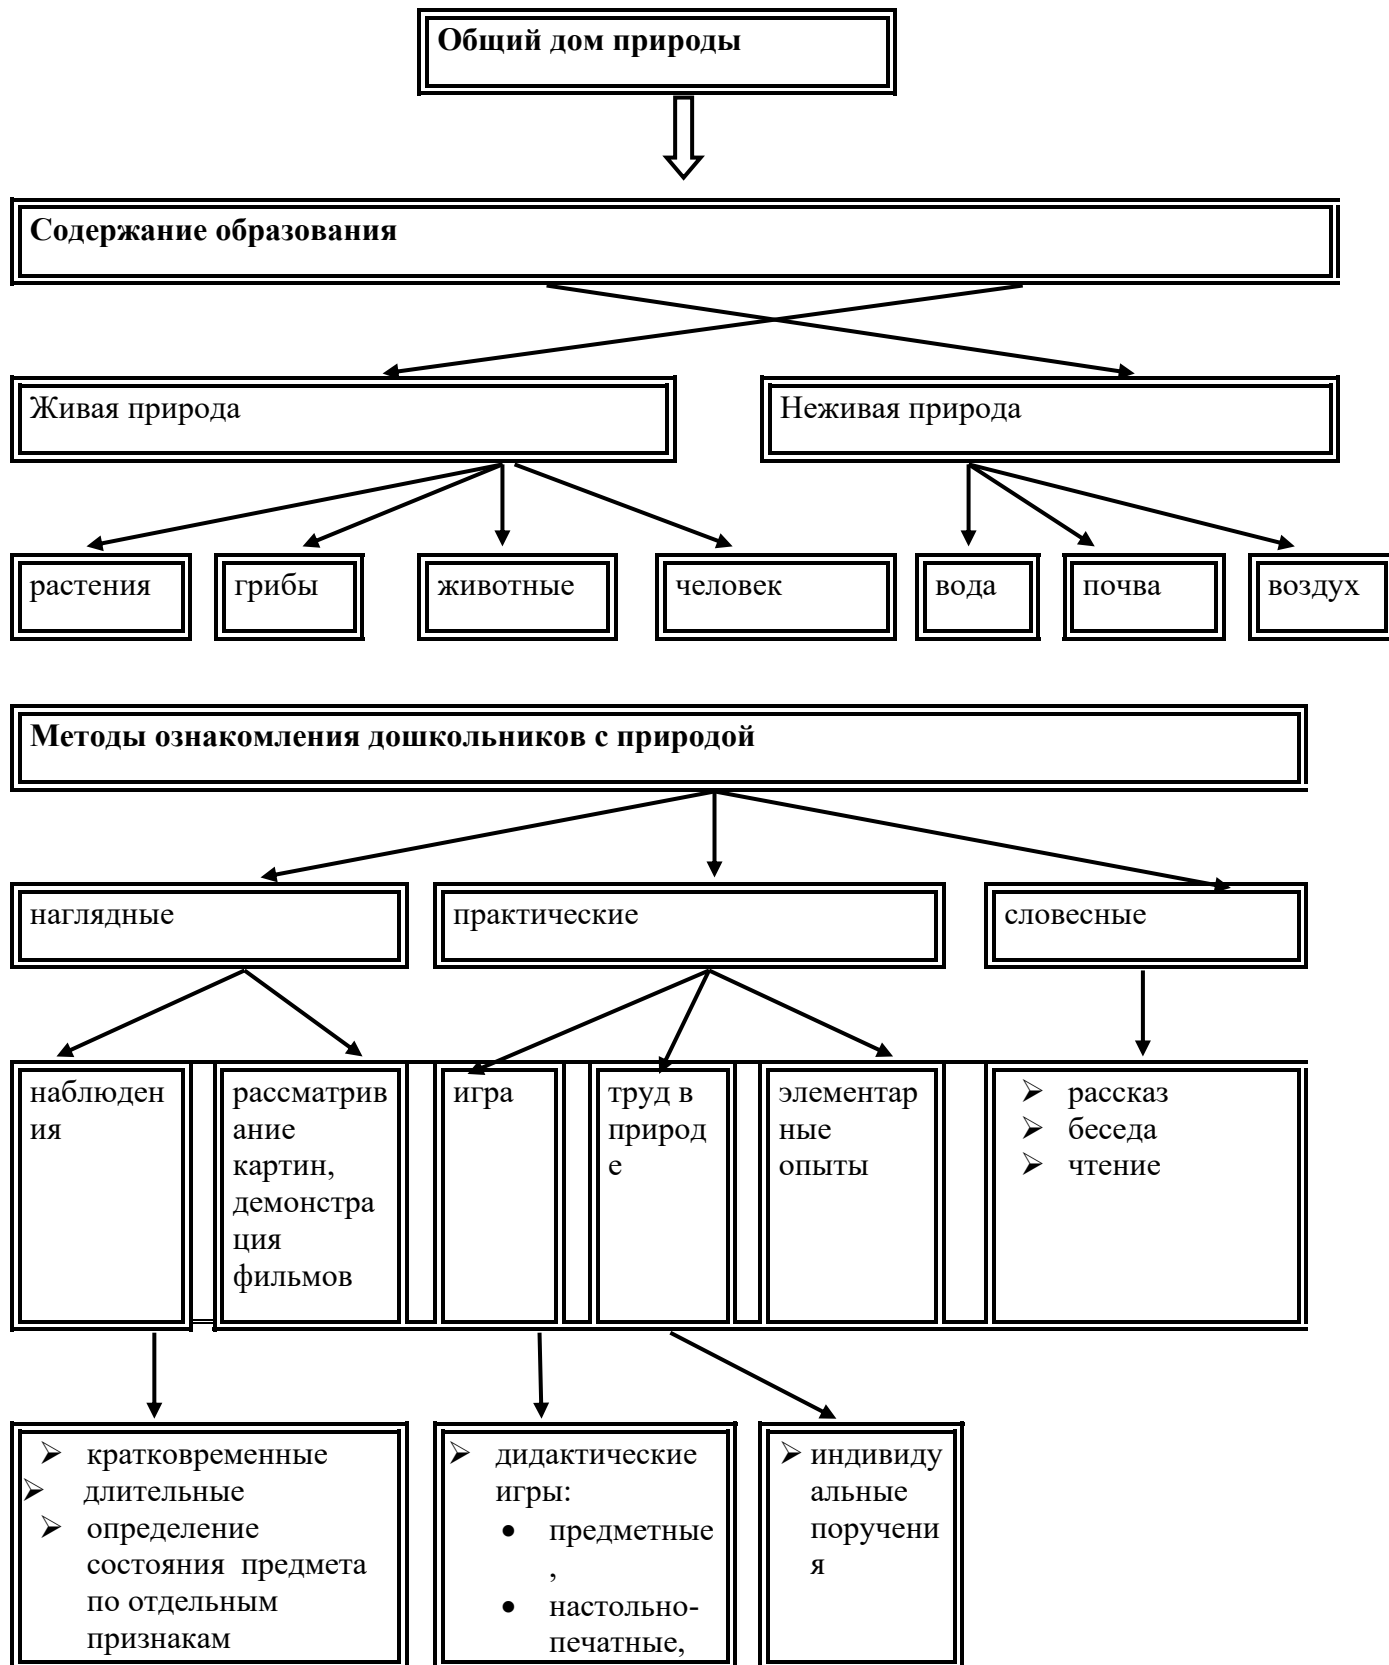 Общий дом природы
Содержание образования
Живая природа
Неживая природа
растения
грибы
животные
человек
вода
почва
воздух
Методы ознакомления дошкольников с природой
наглядные
практические
словесные
наблюден
ия
рассматрив
ание
картин,
демонстра
ция
фильмов
игра
труд в
природ
е
элементар
ные
опыты
➢ рассказ
➢ беседа
➢ чтение
➢ кратковременные
➢ длительные
➢ определение
состояния предмета
по отдельным
признакам
➢ дидактические
игры:
• предметные
,
• настольно-
печатные,
➢ индивиду
альные
поручени
я